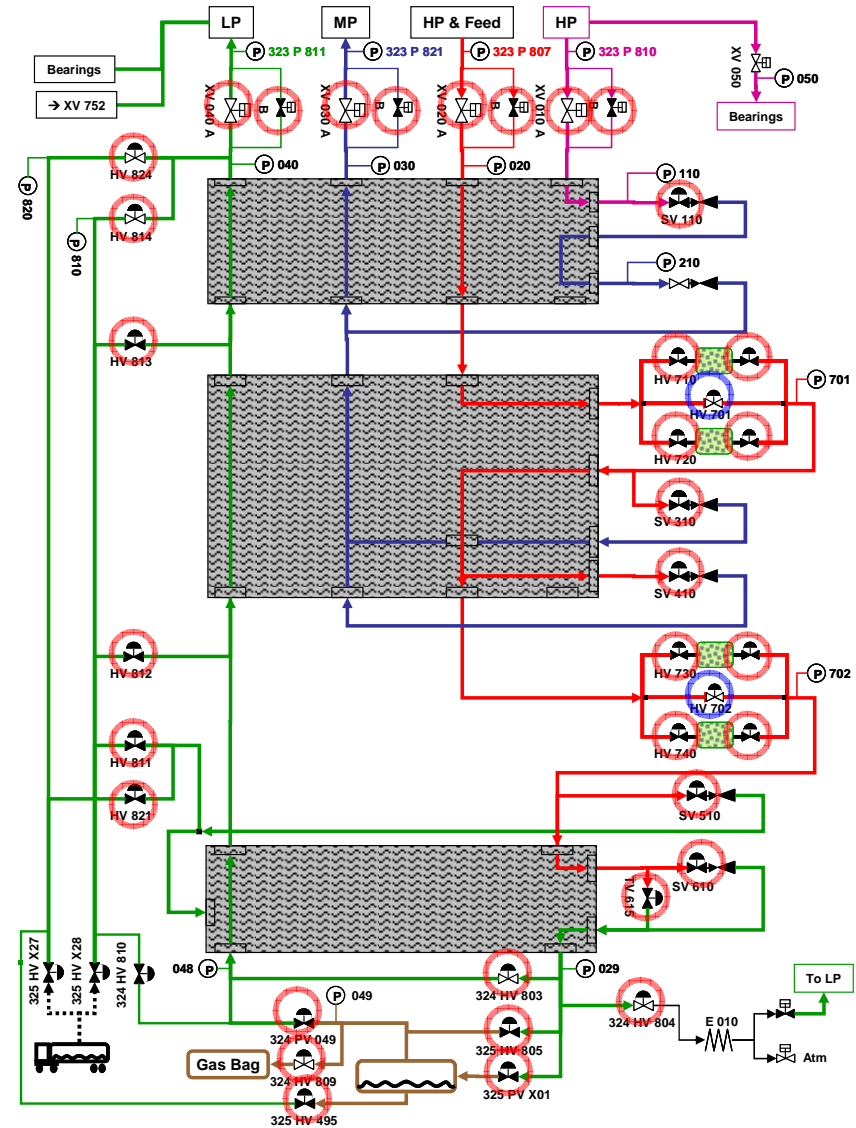 LP
MP
HP & Feed
HP
Bearings
→ XV 752
P 323 P 811
P 323 P 821
P 323 P 807
P 323 P 810
XV 050
P 050
Bearings
XV 040 A
B
XV 030 A
B
XV 020 A
B
XV 010 A
B
HV 824
P 040
P 030
P 020
P 110
P 820
SV 110
HV 814
P 810
P 210
HV 813
HV 710
P 701
HV 701
HV 720
SV 310
SV 410
HV 812
HV 730
P 702
HV 702
HV 740
HV 811
HV 821
SV 510
SV 610
TV 615
325 HV X27
325 HV X28
324 HV 810
048 P
P 029
324 HV 803
To LP
P 049
324 HV 804
E 010
324 PV 049
325 HV 805
Atm
Gas Bag
324 HV 809
325 PV X01
325 HV 495